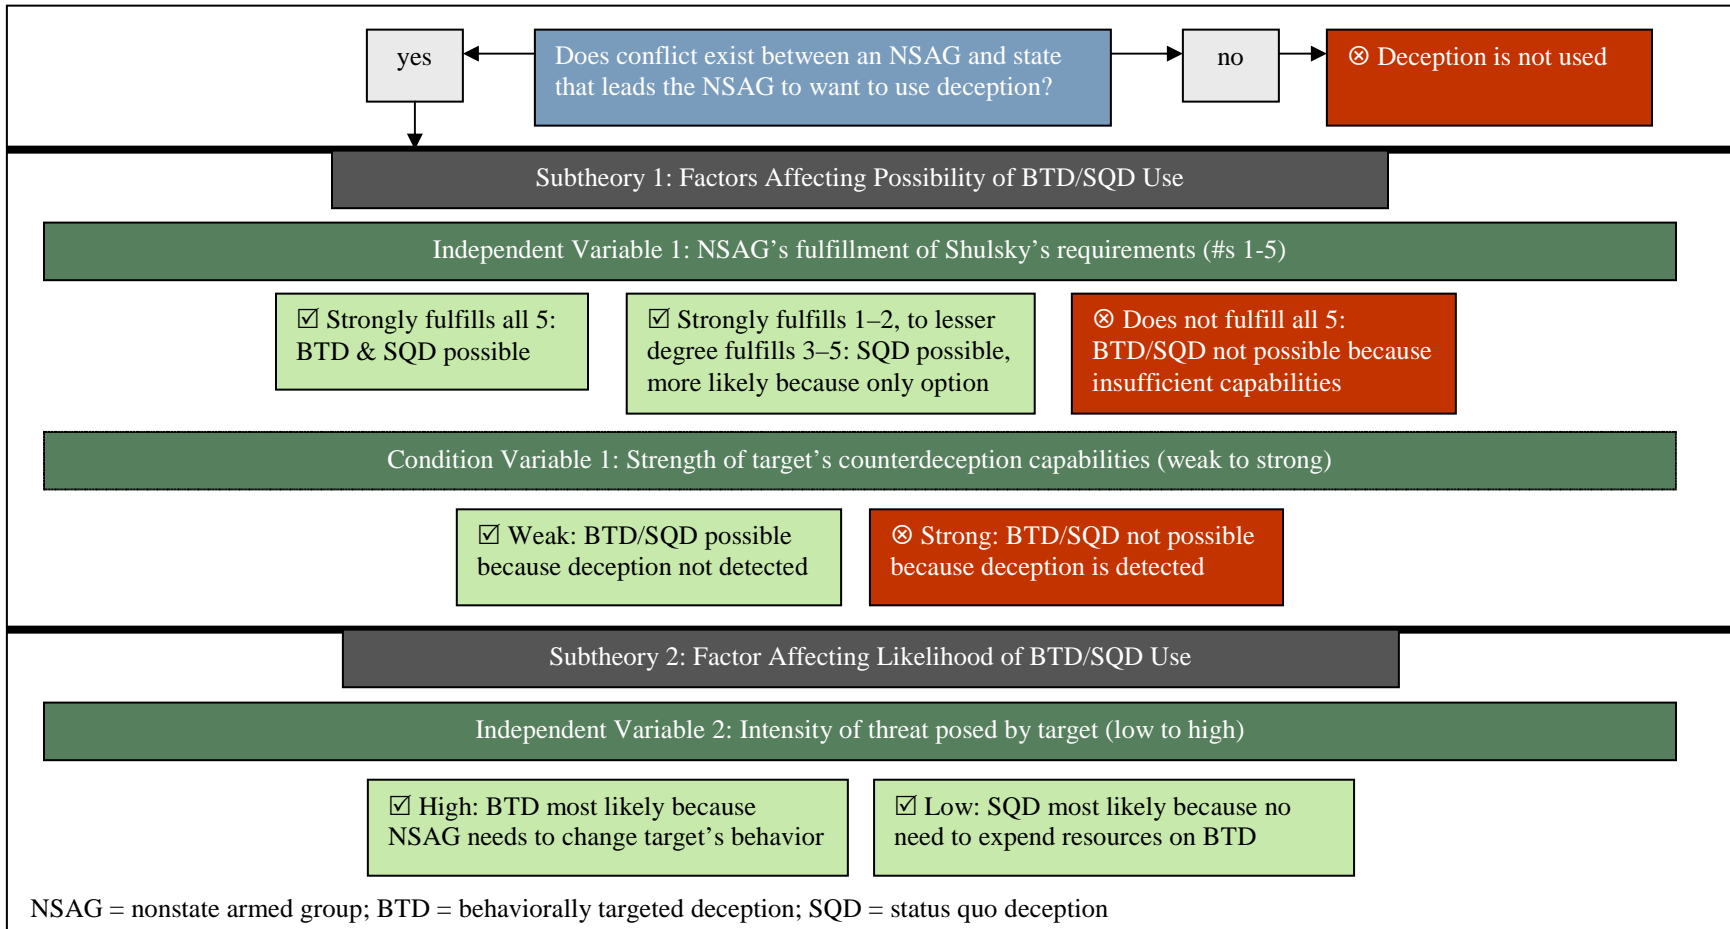 yes
Does conflict exist between an NSAG and state
that leads the NSAG to want to use deception?
no
⊗ Deception is not used
Subtheory 1: Factors Affecting Possibility of BTD/SQD Use
Independent Variable 1: NSAG’s fulfillment of Shulsky’s requirements (#s 1-5)
☑ Strongly fulfills all 5:
BTD & SQD possible
☑ Strongly fulfills 1–2, to lesser
degree fulfills 3–5: SQD possible,
more likely because only option
⊗ Does not fulfill all 5:
BTD/SQD not possible because
insufficient capabilities
Condition Variable 1: Strength of target’s counterdeception capabilities (weak to strong)
☑ Weak: BTD/SQD possible
because deception not detected
⊗ Strong: BTD/SQD not possible
because deception is detected
Subtheory 2: Factor Affecting Likelihood of BTD/SQD Use
Independent Variable 2: Intensity of threat posed by target (low to high)
☑ High: BTD most likely because
NSAG needs to change target’s behavior
☑ Low: SQD most likely because no
need to expend resources on BTD
NSAG = nonstate armed group; BTD = behaviorally targeted deception; SQD = status quo deception